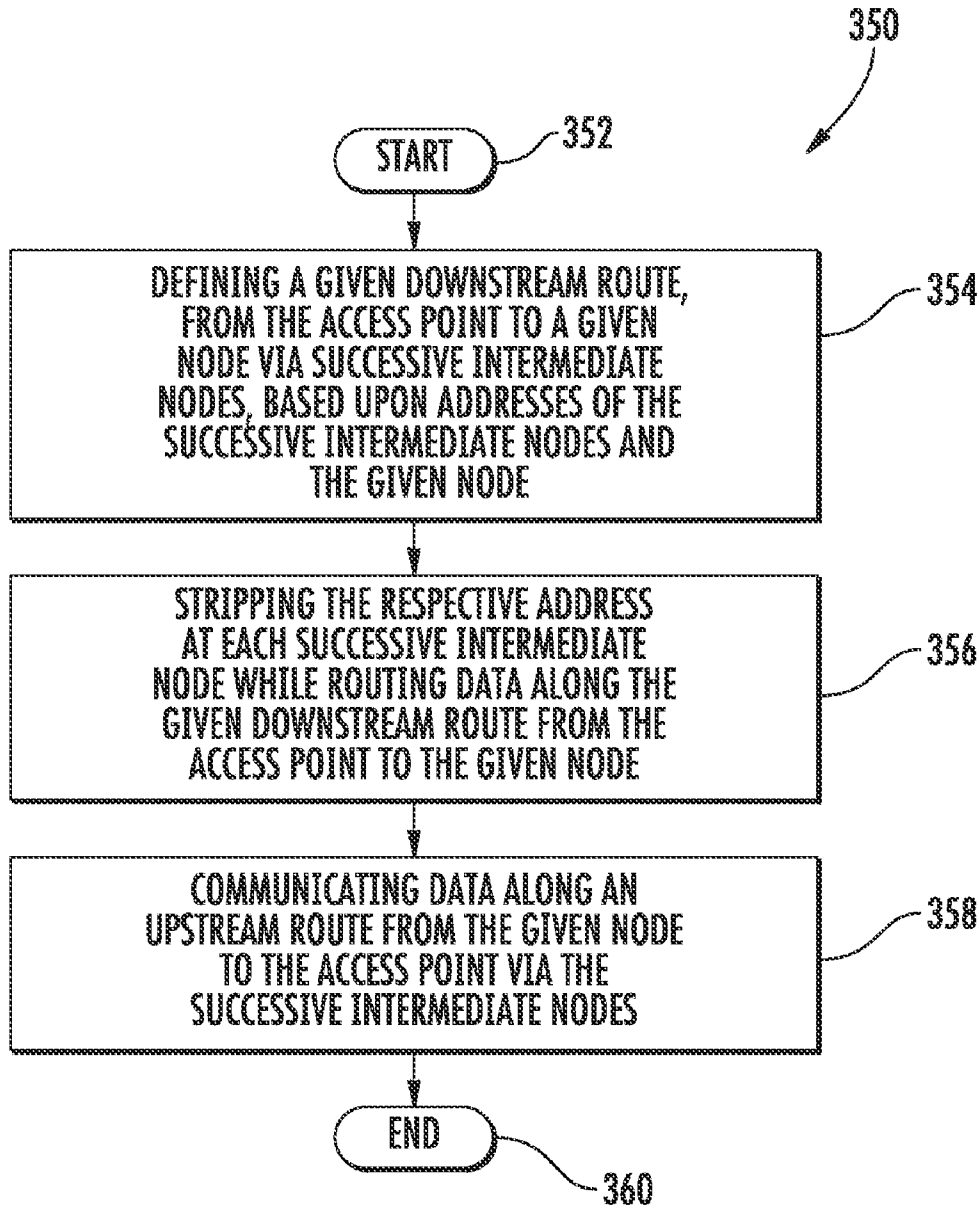 350
START
352
DEFINING A GIVEN DOWNSTREAM ROUTE,
FROM THE ACCESS POINT TO A GIVEN
NODE VIA SUCCESSIVE INTERMEDIATE
NODES, BASED UPON ADDRESSES OF THE
SUCCESSIVE INTERMEDIATE NODES AND
THE GIVEN NODE
354
STRIPPING THE RESPECTIVE ADDRESS
AT EACH SUCCESSIVE INTERMEDIATE
NODE WHILE ROUTING DATA ALONG THE
GIVEN DOWNSTREAM ROUTE FROM THE
ACCESS POINT TO THE GIVEN NODE
356
COMMUNICATING DATA ALONG AN
UPSTREAM ROUTE FROM THE GIVEN NODE
TO THE ACCESS POINT VIA THE
SUCCESSIVE INTERMEDIATE NODES
358
END
360